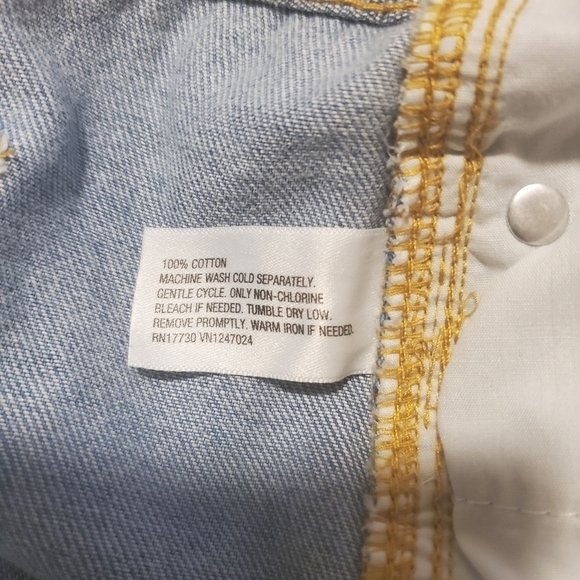 100% COTTON
MACHINE WASH COLD SEPARATELY.
GENTLE CYCLE. ONLY NON-CHLORINE
BLEACH IF NEEDED. TUMBLE DRY LOW.
REMOVE PROMPTLY. WARM IRON IF NEEDED.
RN17730 VN1247024